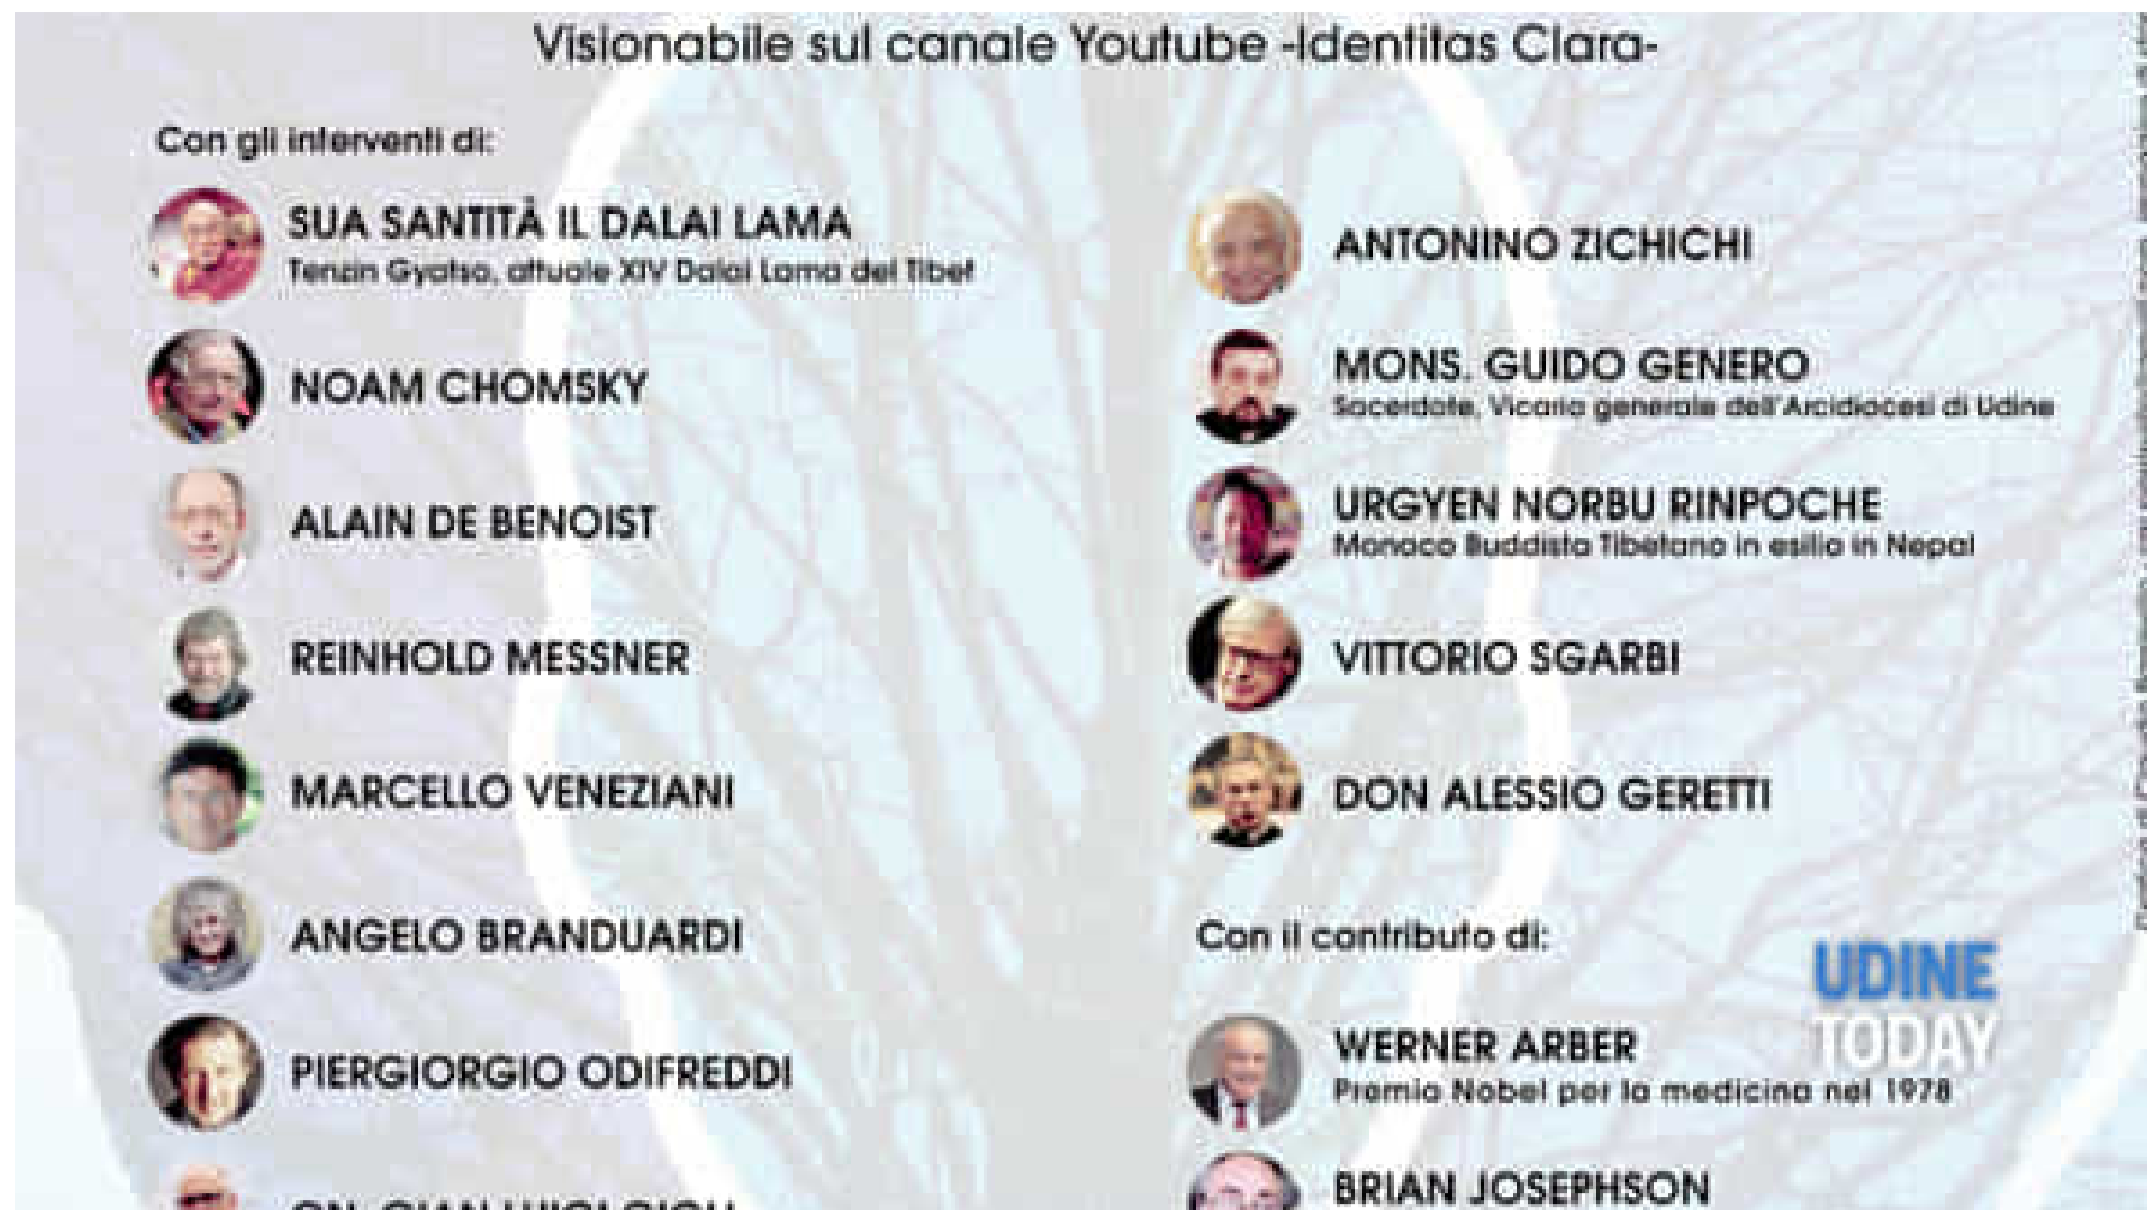 Visionabile sul canale Youtube -Identitas Clara-
Con gli interventi di:
SUA SANTITÀ IL DALAI LAMA
Tenzin Gyatso, attuale XIV Dalai Lama del Tibet
NOAM CHOMSKY
ALAIN DE BENOIST
REINHOLD MESSNER
MARCELLO VENEZIANI
ANGELO BRANDUARDI
PIERGIORGIO ODIFREDDI
ON. GIAN LUIGI GIGLI
ANTONINO ZICHICHI
MONS. GUIDO GENERO
Sacerdote, Vicario generale dell'Arcidiocesi di Udine
URGYEN NORBU RINPOCHE
Monaco Buddista Tibetano in esilio in Nepal
VITTORIO SGARBI
DON ALESSIO GERETTI
Con il contributo di:
WERNER ARBER
Premio Nobel per la medicina nel 1978
BRIAN JOSEPHSON
UDINE
TODAY